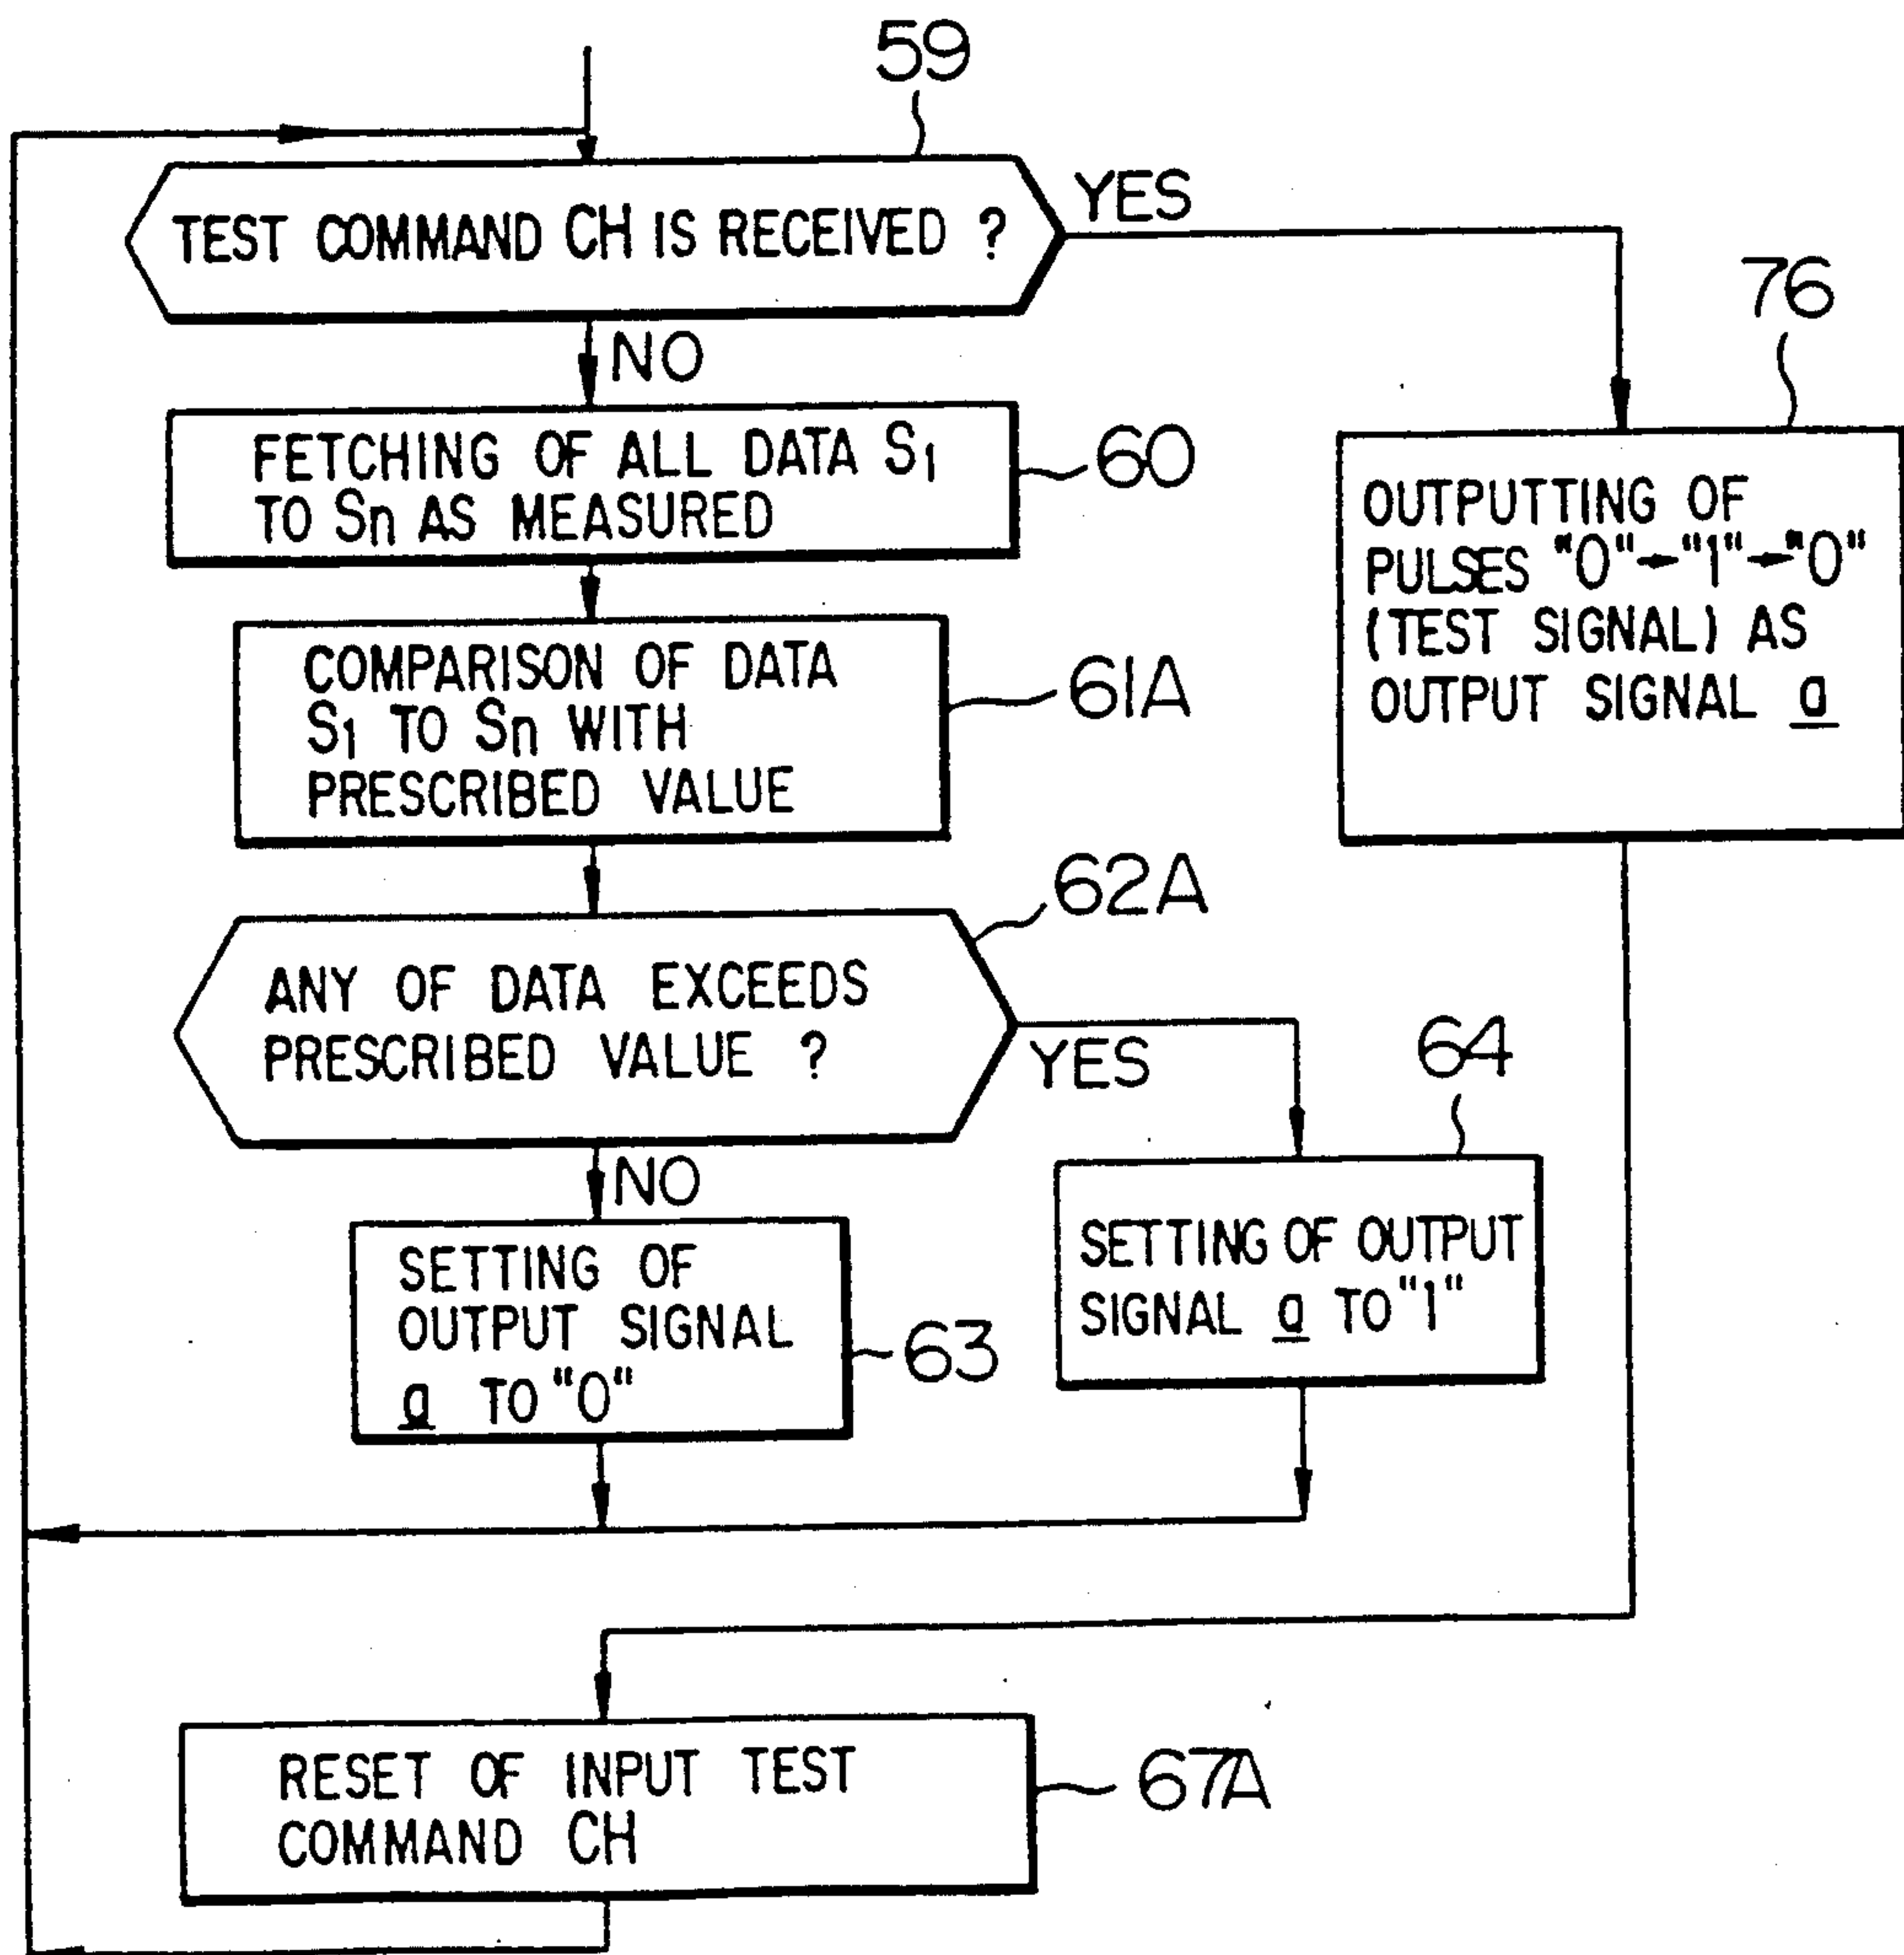 59
TEST COMMAND CH IS RECEIVED ?
YES
NO
76
FETCHING OF ALL DATA S1
TO Sn AS MEASURED
60
OUTPUTTING OF
PULSES "0"→"1"→"0"
(TEST SIGNAL) AS
OUTPUT SIGNAL a
COMPARISON OF DATA
S1 TO Sn WITH
PRESCRIBED VALUE
61A
62A
ANY OF DATA EXCEEDS
PRESCRIBED VALUE ?
YES
NO
64
SETTING OF
OUTPUT SIGNAL
a TO "0"
63
SETTING OF OUTPUT
SIGNAL a TO "1"
RESET OF INPUT TEST
COMMAND CH
67A